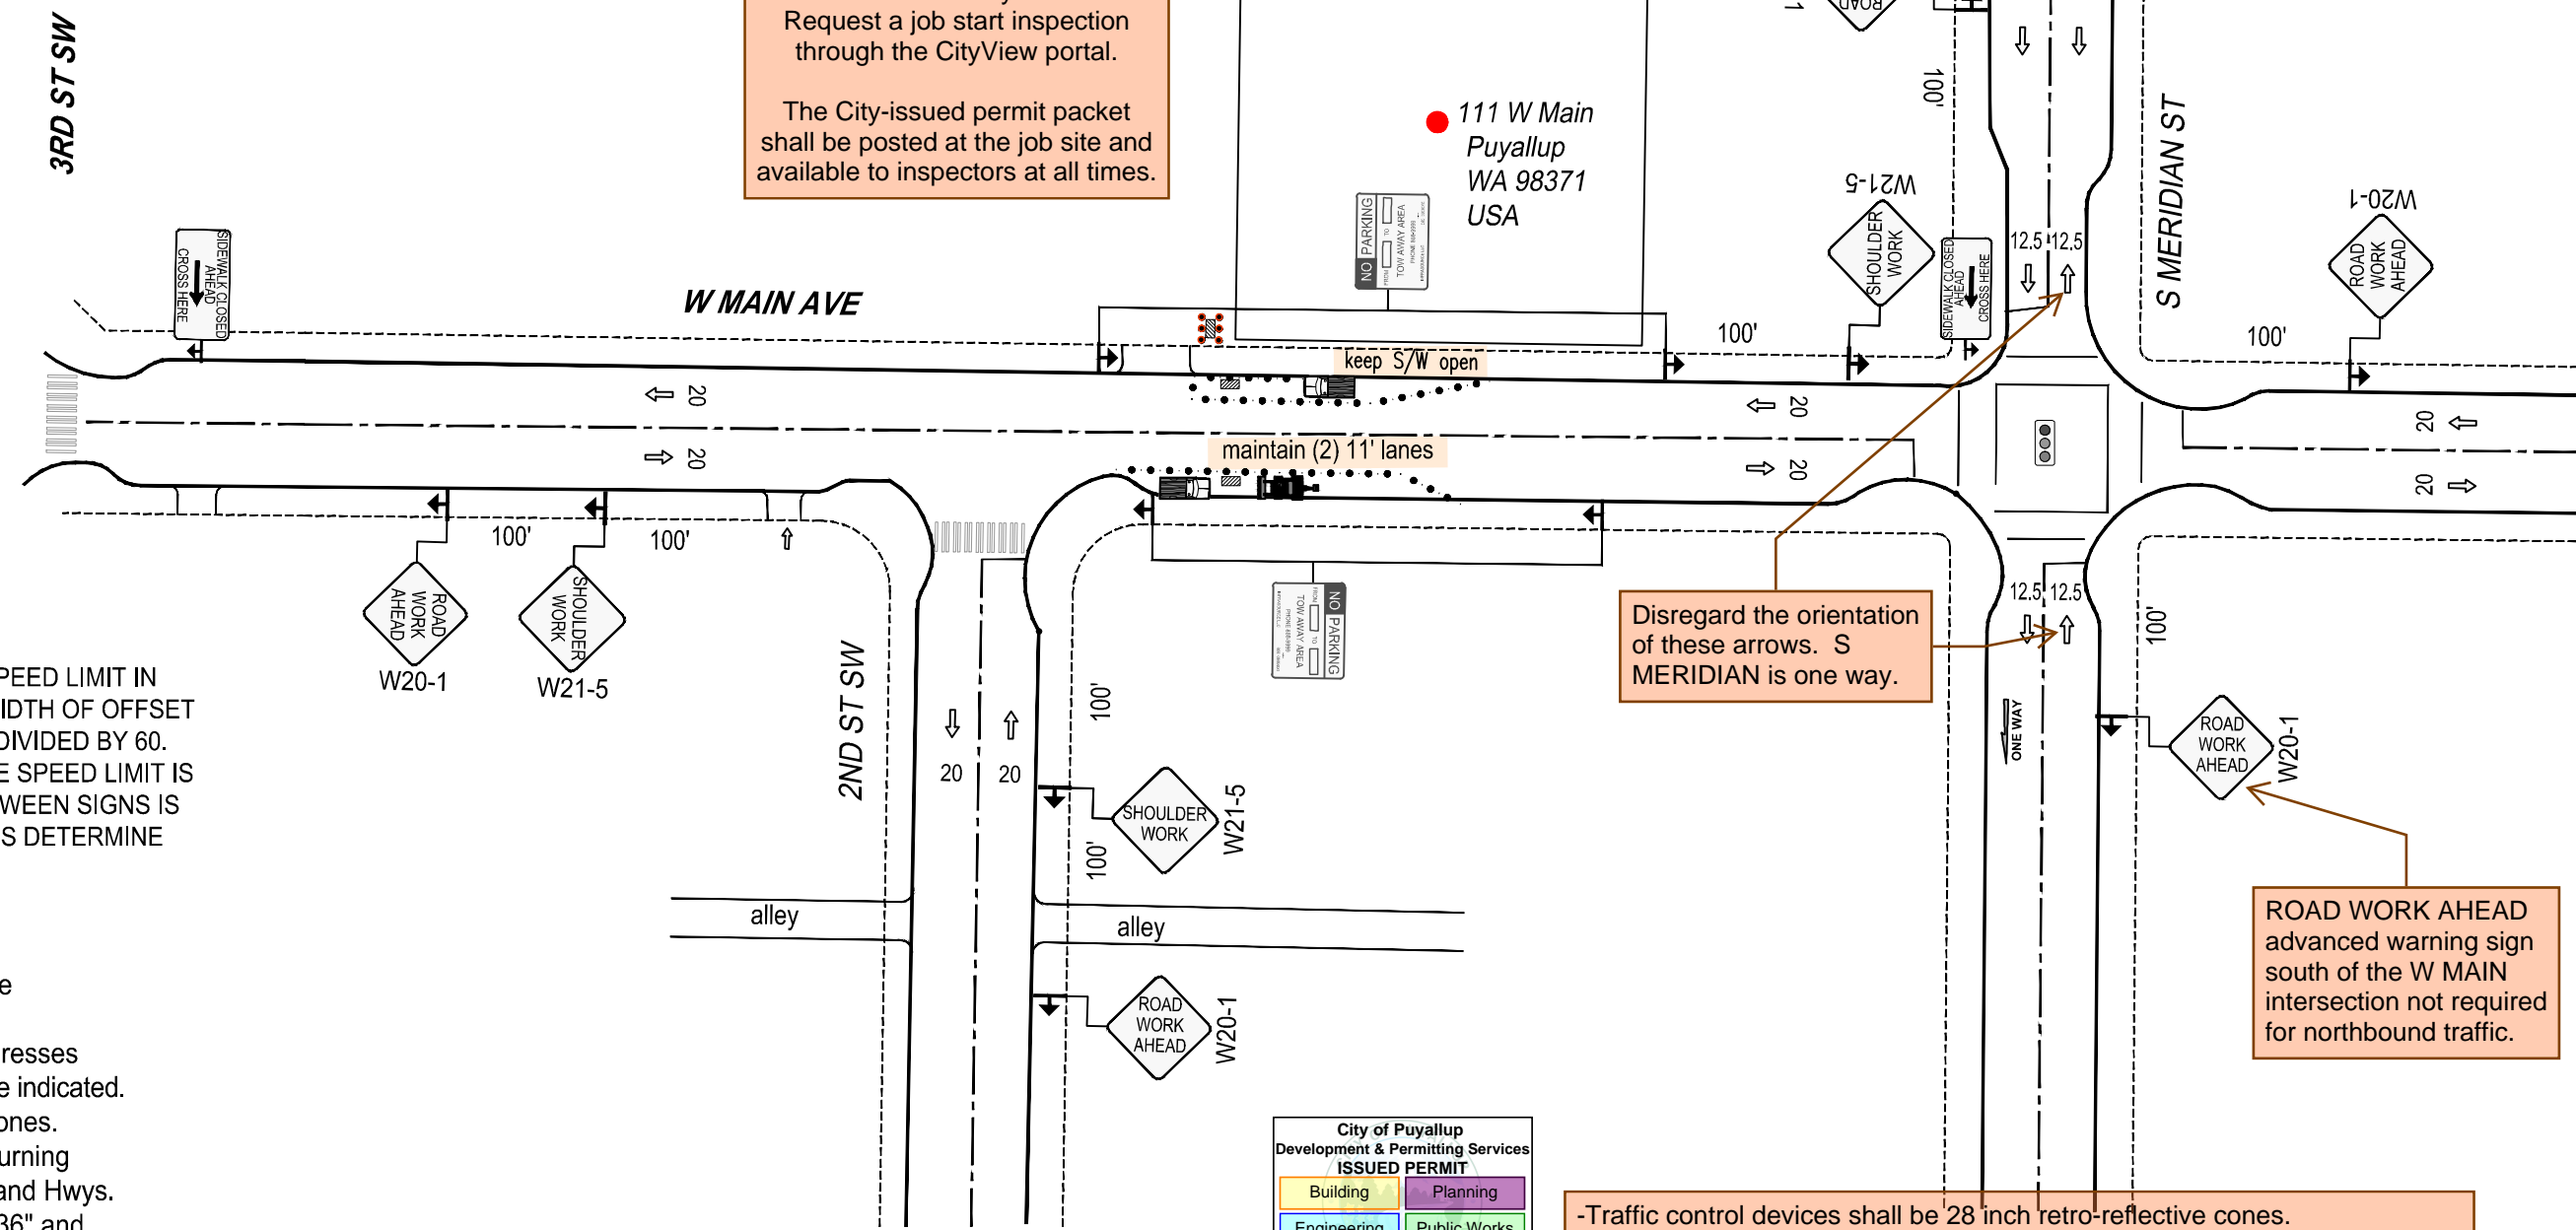 3RD ST SW
Request a job start inspection
through the CityView portal.
The City-issued permit packet
shall be posted at the job site and
available to inspectors at all times.
111 W Main
Puyallup
WA 98371
USA
NO PARKING
FROM TO
TOW AWAY AREA
ROAD
100'
W21-5
SHOULDER
WORK
SIDEWALK CLOSED
AHEAD
CROSS HERE
12.5 12.5
S MERIDIAN ST
W20-1
ROAD
WORK
AHEAD
SIDEWALK CLOSED
AHEAD
CROSS HERE
W MAIN AVE
100'
100'
keep S/W open
20
20
20
maintain (2) 11' lanes
20
20
20
100'
100'
ROAD
WORK
AHEAD
W20-1
SHOULDER
WORK
W21-5
NO PARKING
FROM TO
TOW AWAY AREA
12.5 12.5
100'
Disregard the orientation
of these arrows. S
MERIDIAN is one way.
ONE WAY
ROAD
WORK
AHEAD
W20-1
PEED LIMIT IN
IDTH OF OFFSET
DIVIDED BY 60.
E SPEED LIMIT IS
TWEEN SIGNS IS
S DETERMINE
2ND ST SW
20 20
100'
SHOULDER
WORK
W21-5
100'
alley
alley
ROAD
WORK
AHEAD
W20-1
ROAD WORK AHEAD
advanced warning sign
south of the W MAIN
intersection not required
for northbound traffic.
e
resses
e indicated.
ones.
urning
and Hwys.
36" and
City of Puyallup
Development & Permitting Services
ISSUED PERMIT
Building Planning
Engineering Public Works
-Traffic control devices shall be 28 inch retro-reflective cones.